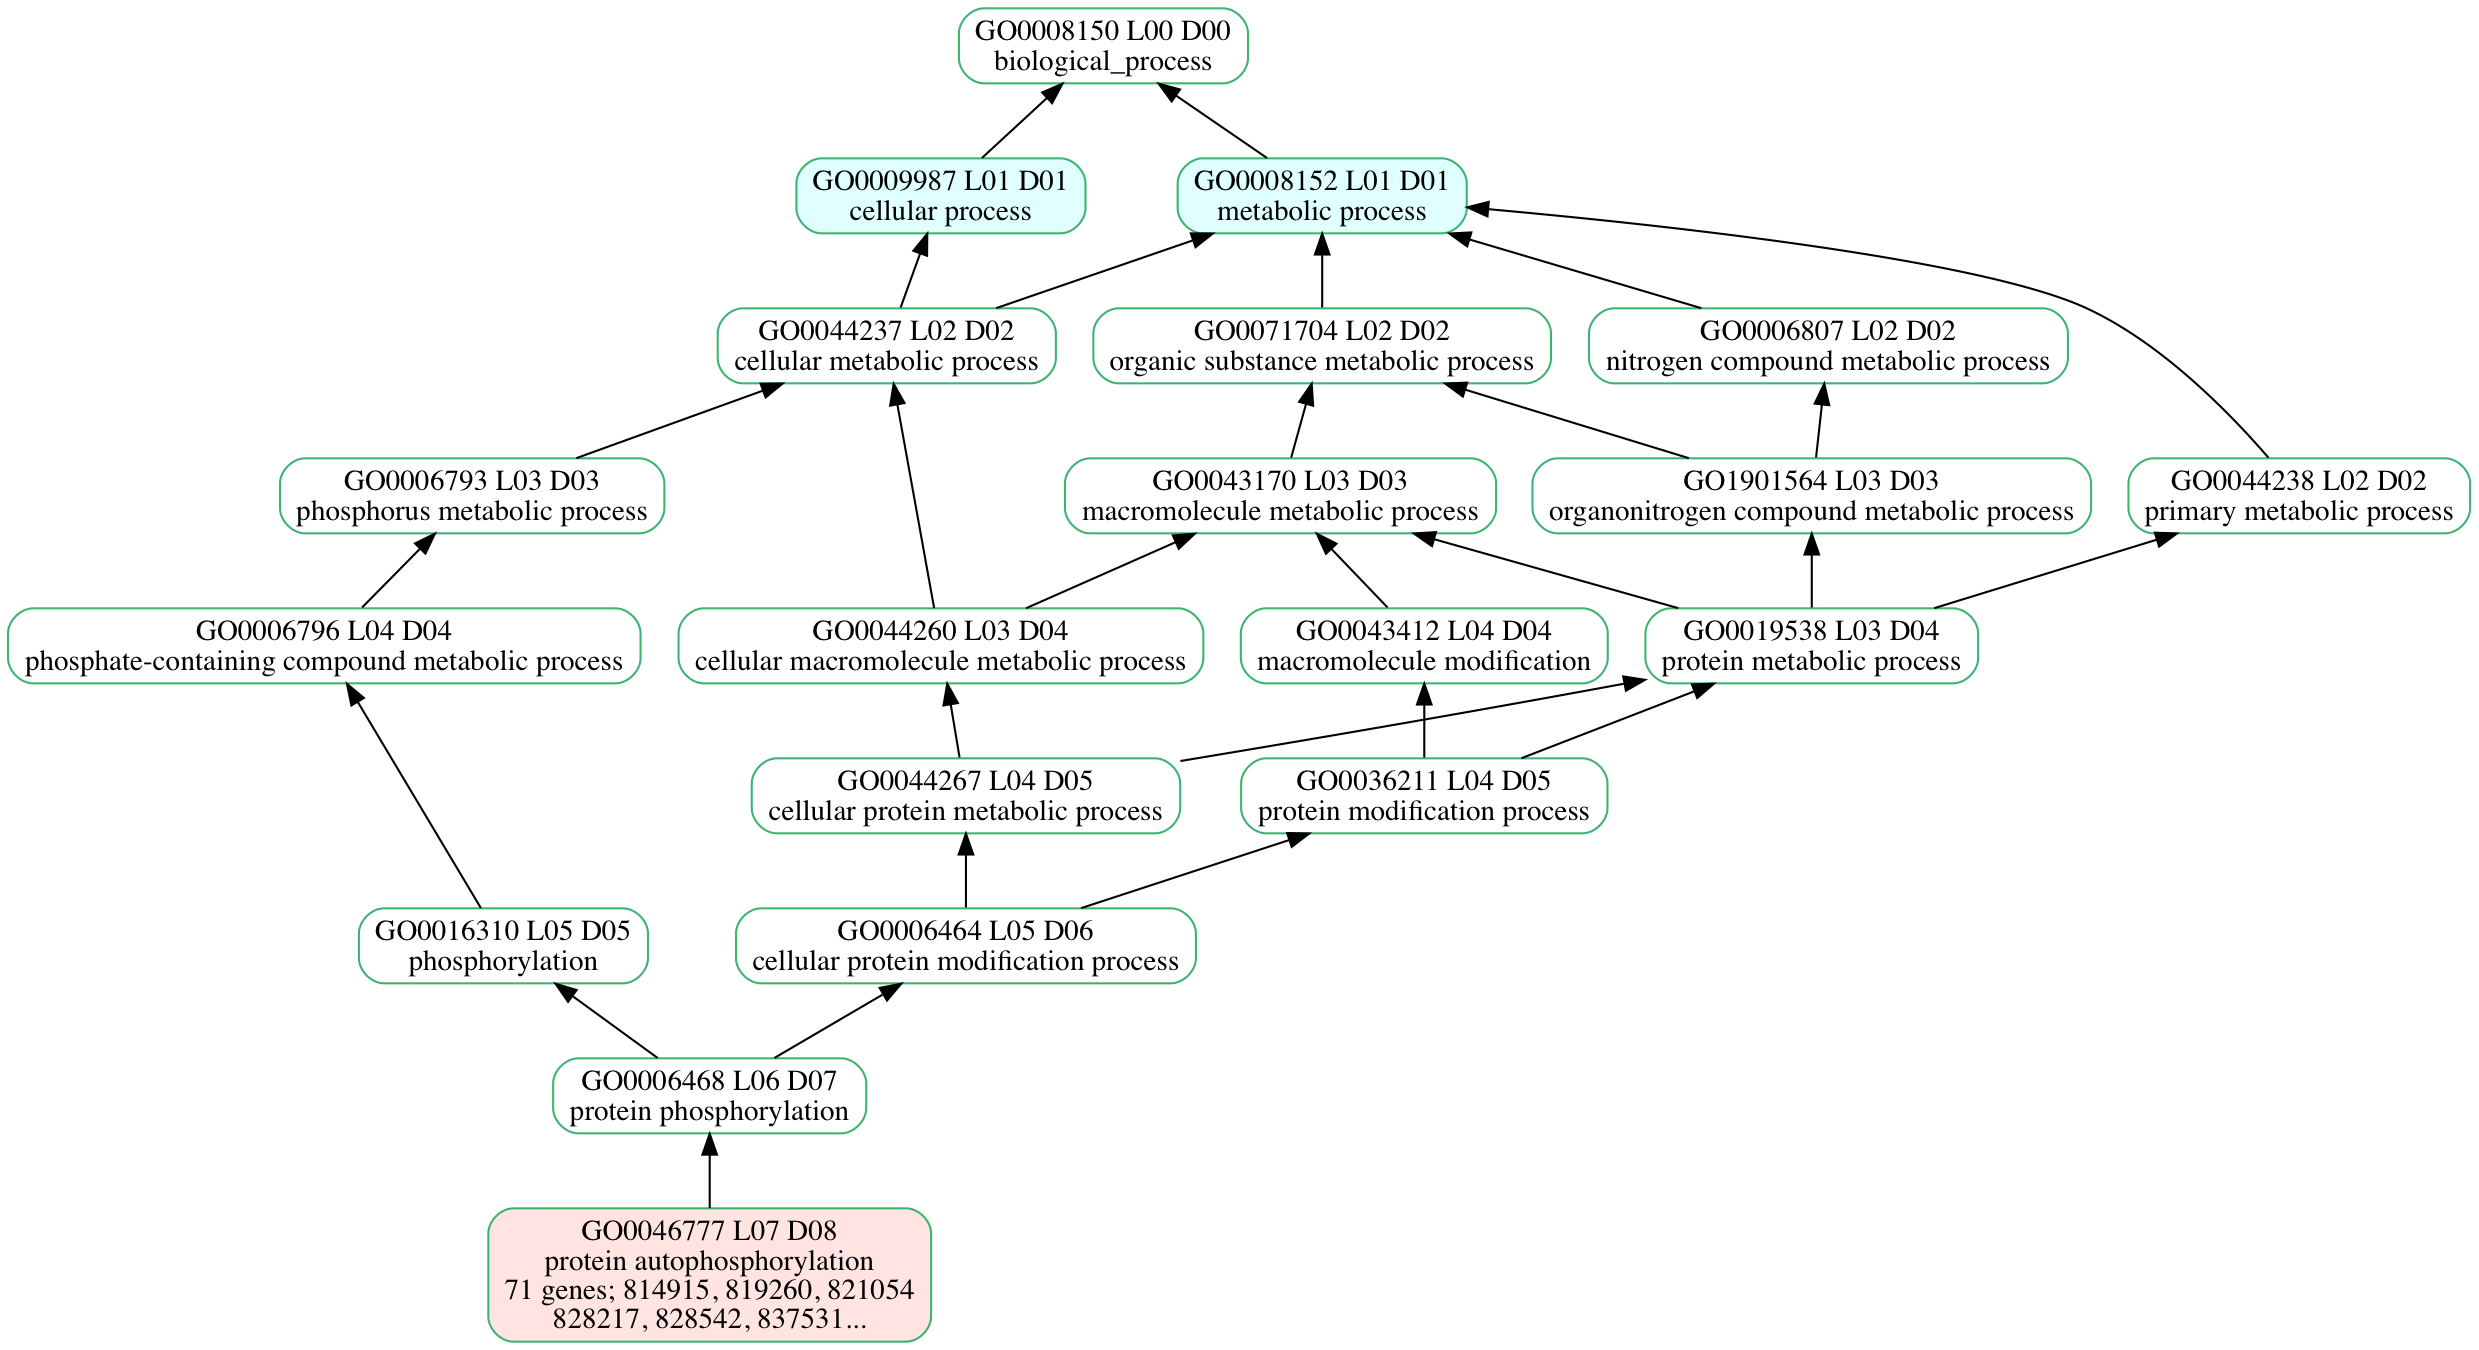 GO0008150 L00 D00
biological_process
GO0009987 L01 D01
cellular process
GO0008152 L01 D01
metabolic process
GO0044237 L02 D02
cellular metabolic process
GO0071704 L02 D02
organic substance metabolic process
GO0006807 L02 D02
nitrogen compound metabolic process
GO0006793 L03 D03
phosphorus metabolic process
GO0043170 L03 D03
macromolecule metabolic process
GO1901564 L03 D03
organonitrogen compound metabolic process
GO0044238 L02 D02
primary metabolic process
GO0006796 L04 D04
phosphate-containing compound metabolic process
GO0044260 L03 D04
cellular macromolecule metabolic process
GO0043412 L04 D04
macromolecule modification
GO0019538 L03 D04
protein metabolic process
GO0044267 L04 D05
cellular protein metabolic process
GO0036211 L04 D05
protein modification process
GO0016310 L05 D05
phosphorylation
GO0006464 L05 D06
cellular protein modification process
GO0006468 L06 D07
protein phosphorylation
GO0046777 L07 D08
protein autophosphorylation
71 genes; 814915, 819260, 821054
828217, 828542, 837531...